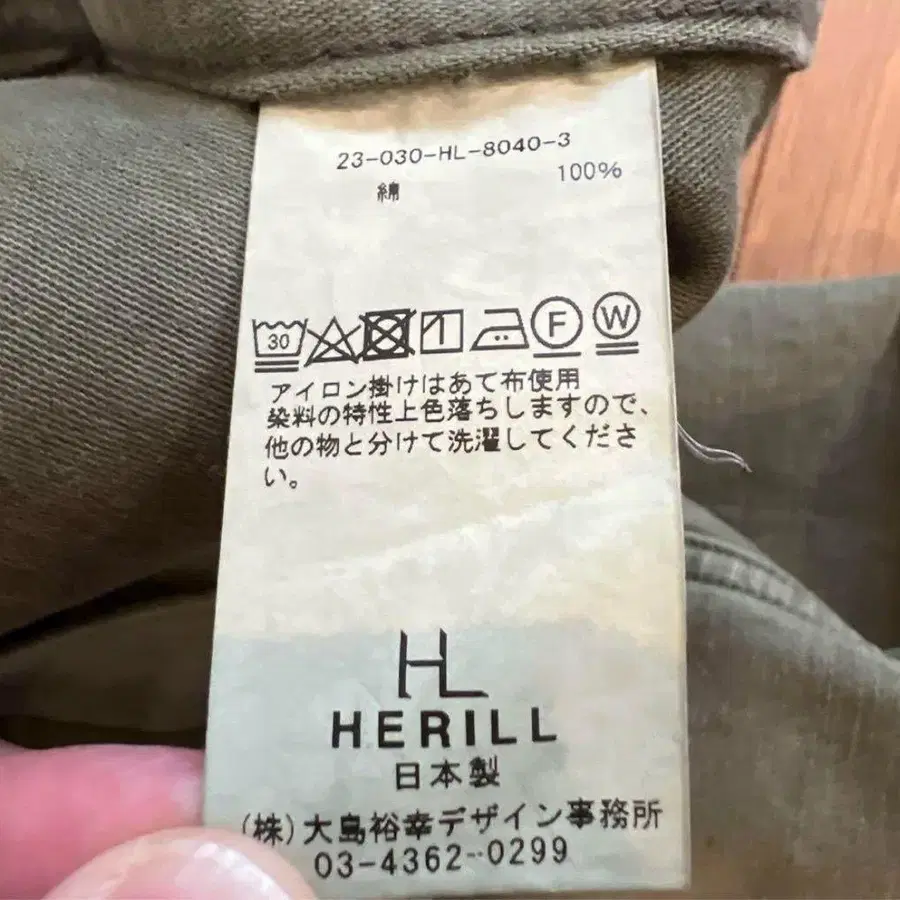 23-030-HL-8040-3
綿 100%
30 F W
アイロン掛けはあて布使用
染料の特性上色落ちしますので、
他の物と分けて洗濯してくださ
い。
HL
HERILL
日本製
(株)大島裕幸デザイン事務所
03-4362-0299